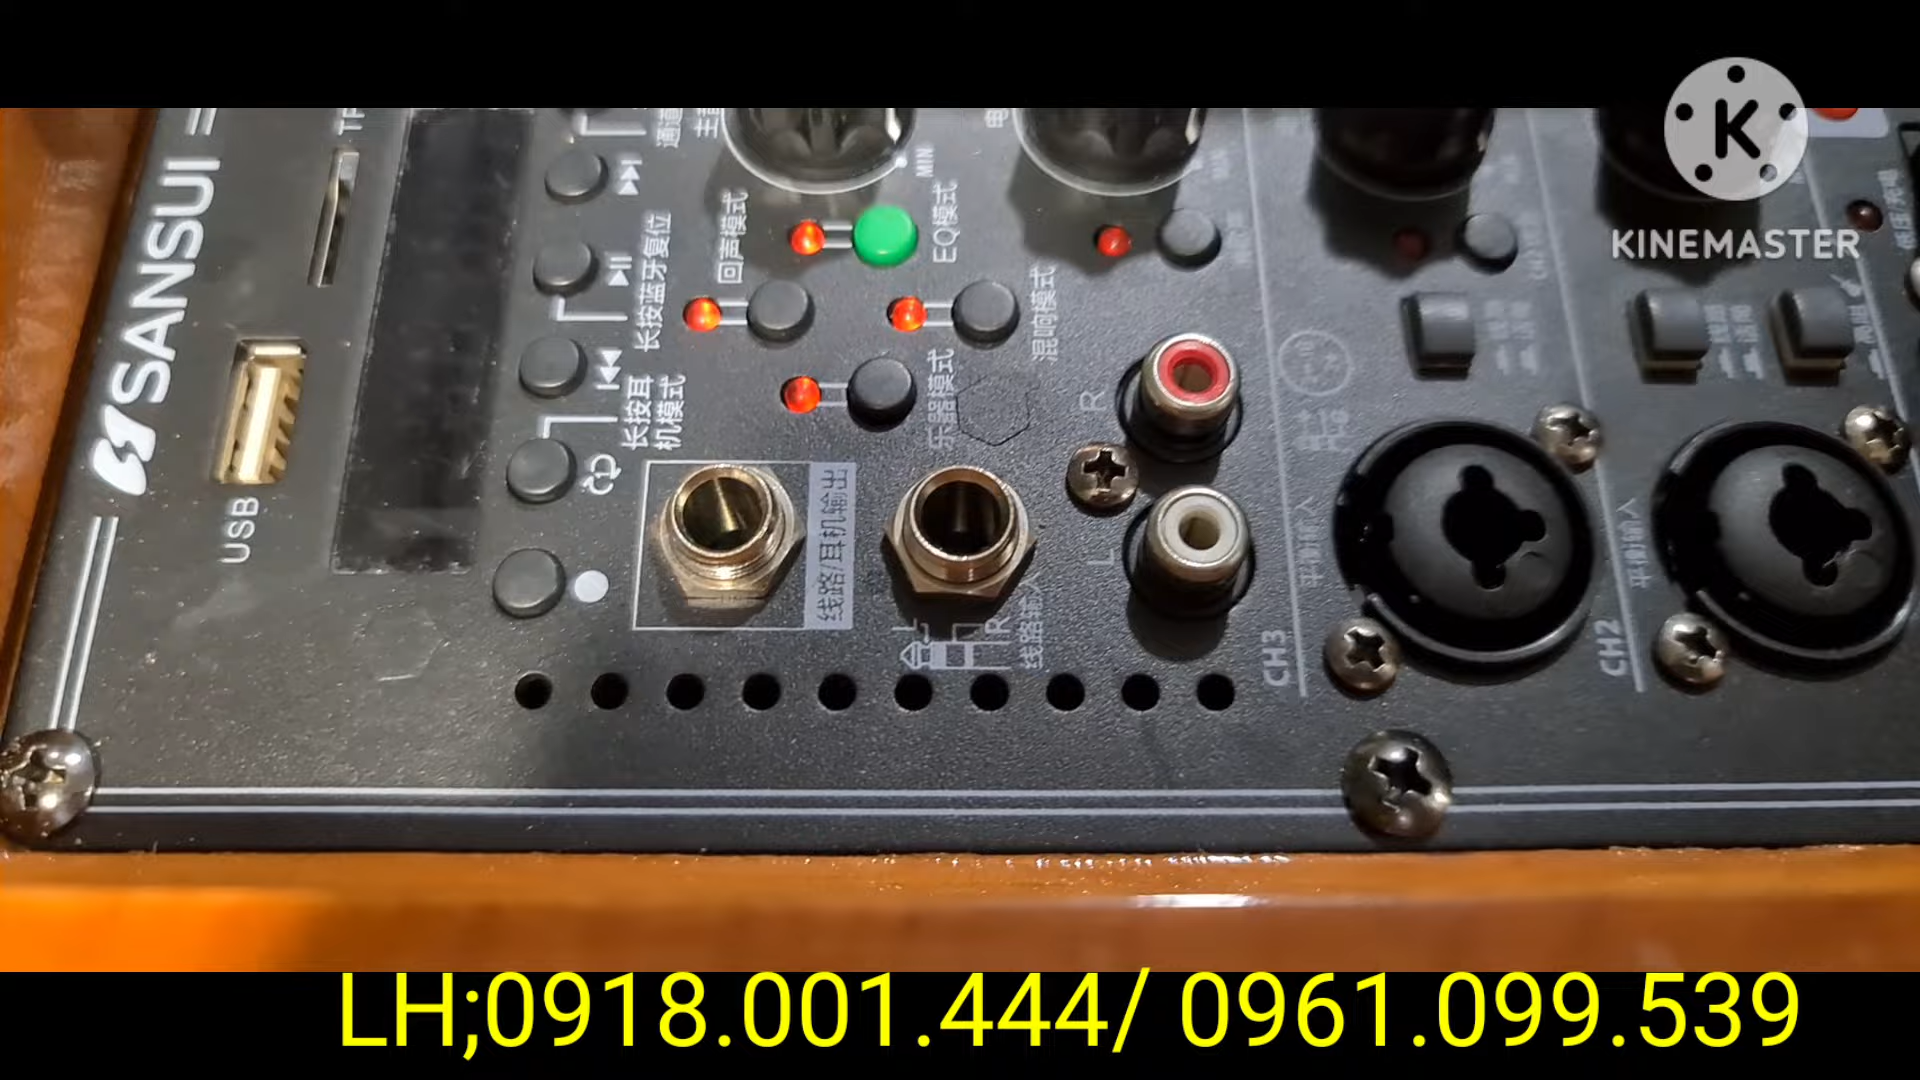 KINEMASTER
SANSUI
TF
USB
主音
MIN
回声模式
EQ模式
长按蓝牙复位
混响模式
长按耳
机模式
乐器模式
R
L
线路/耳机输出
L
R
线路输入
平衡输入
CH3
平衡输入
CH2
LH;0918.001.444/ 0961.099.539